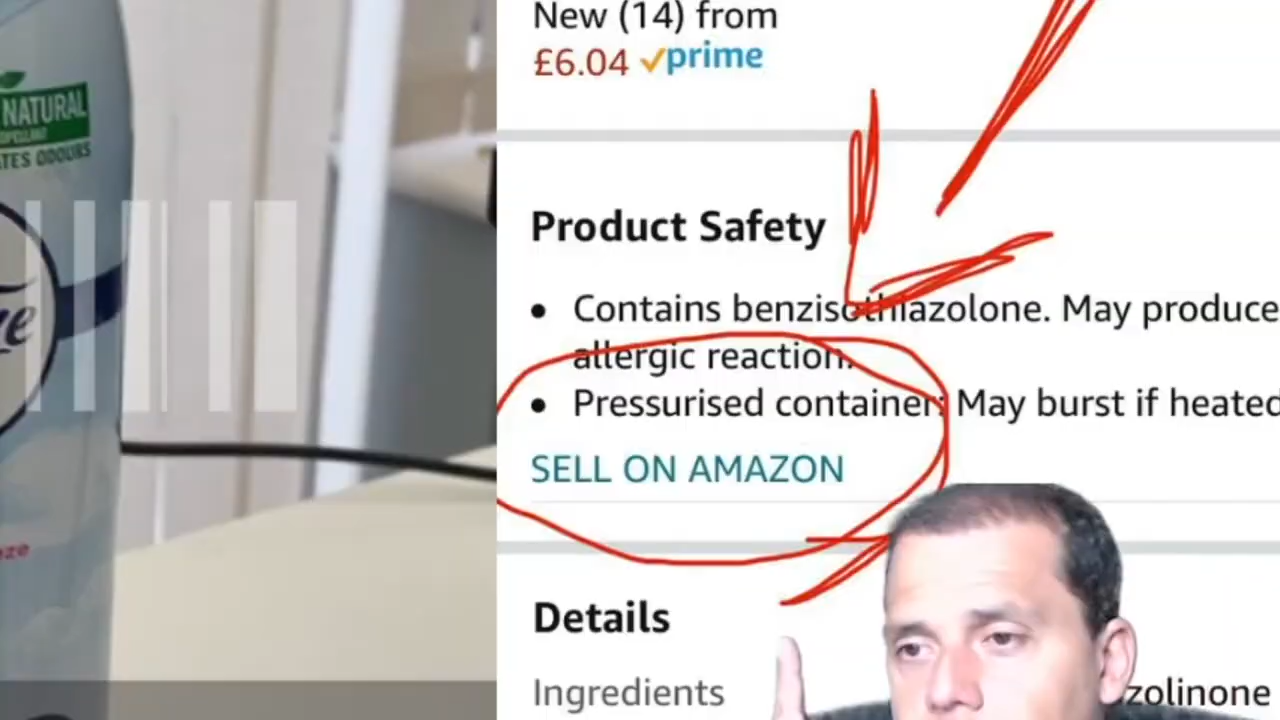 NATURAL
ATES ODOURS
ze
New (14) from
£6.04 prime
Product Safety
Contains benzisothiazolone. May produce
allergic reaction.
Pressurised container: May burst if heated
SELL ON AMAZON
Details
Ingredients
zolinone